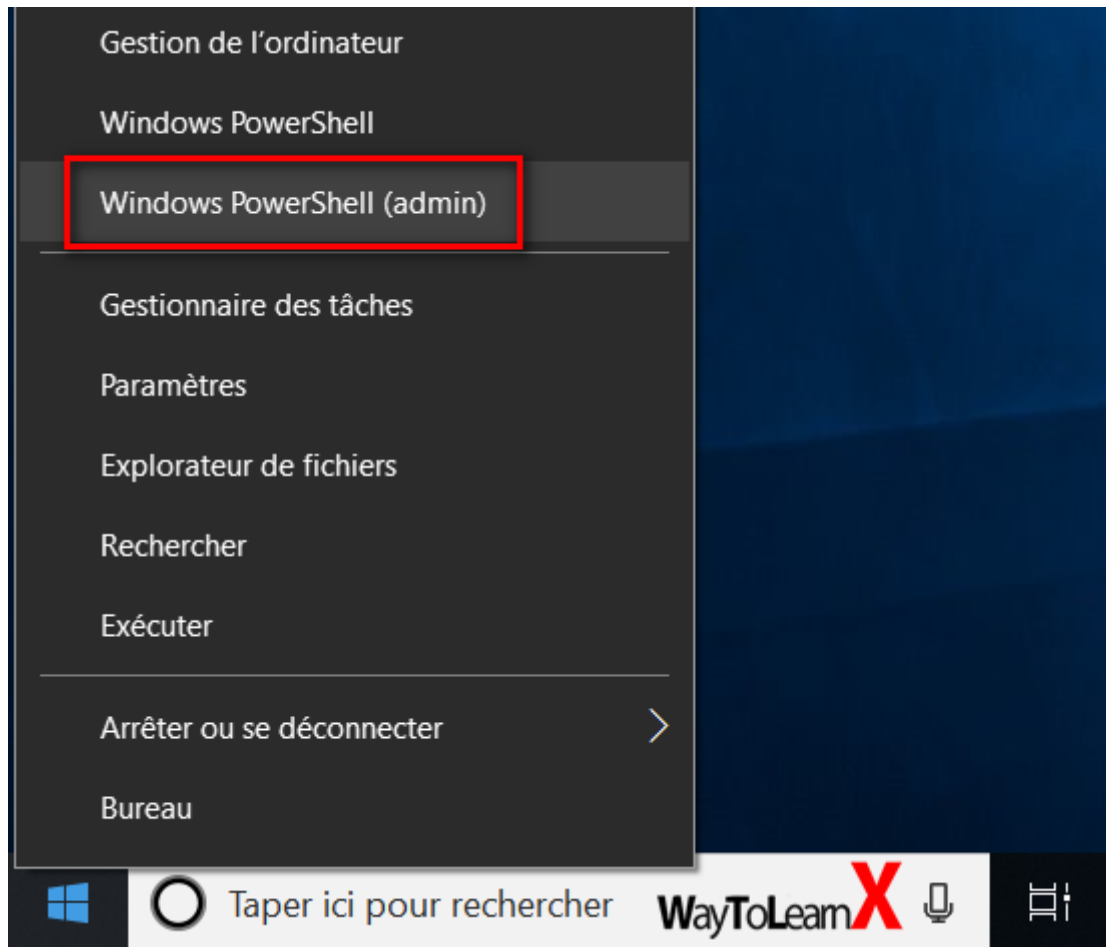 Gestion de l’ordinateur
Windows PowerShell
Windows PowerShell (admin)
Gestionnaire des tâches
Paramètres
Explorateur de fichiers
Rechercher
Exécuter
Arrêter ou se déconnecter
Bureau
Taper ici pour rechercher WayToLearnX